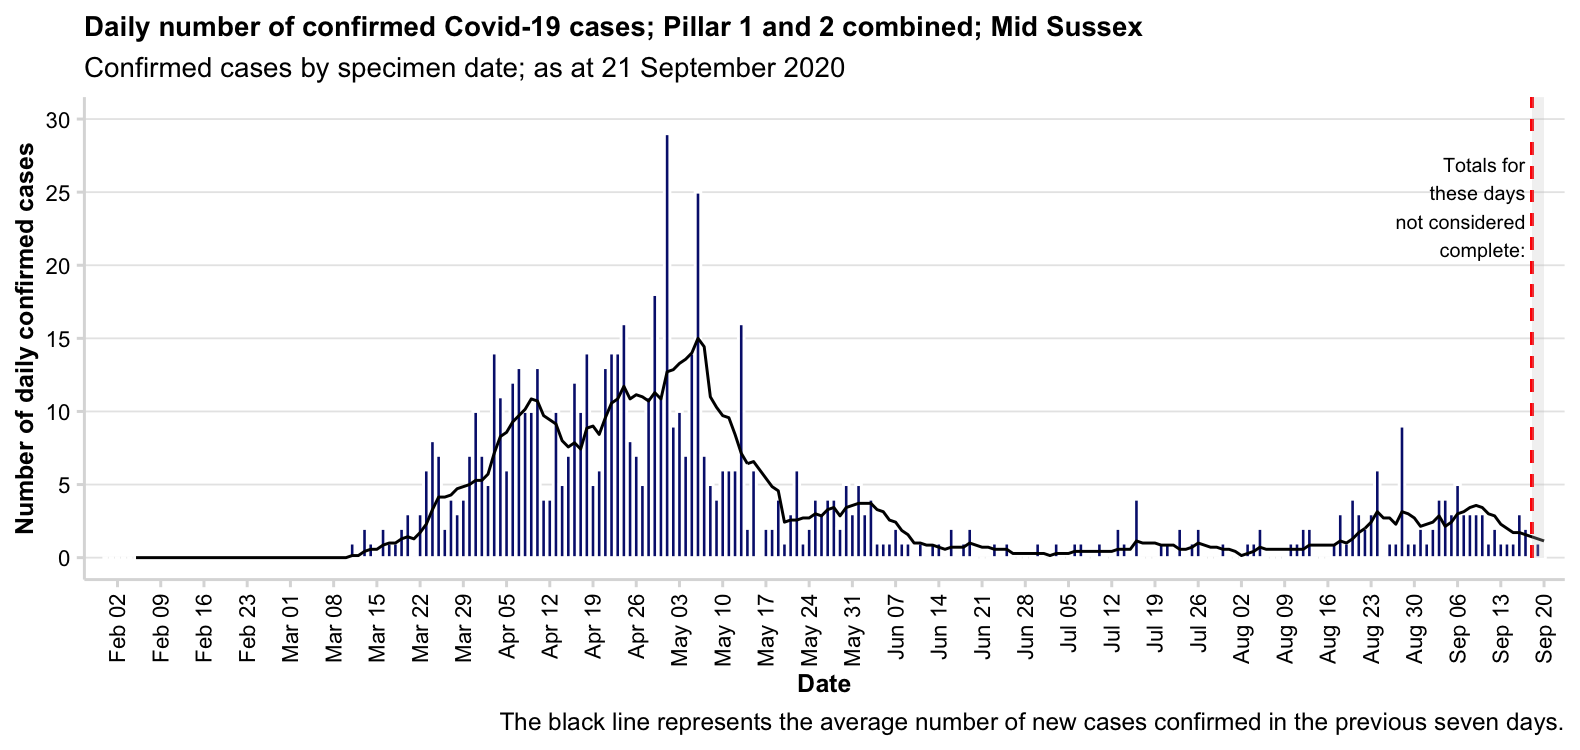 Daily number of confirmed Covid-19 cases; Pillar 1 and 2 combined; Mid Sussex
Confirmed cases by specimen date; as at 21 September 2020
Number of daily confirmed cases
30
25
20
15
10
5
0
Totals for
these days
not considered
complete:
Feb 02
Feb 09
Feb 16
Feb 23
Mar 01
Mar 08
Mar 15
Mar 22
Mar 29
Apr 05
Apr 12
Apr 19
Apr 26
May 03
May 10
May 17
May 24
May 31
Jun 07
Jun 14
Jun 21
Jun 28
Jul 05
Jul 12
Jul 19
Jul 26
Aug 02
Aug 09
Aug 16
Aug 23
Aug 30
Sep 06
Sep 13
Sep 20
Date
The black line represents the average number of new cases confirmed in the previous seven days.